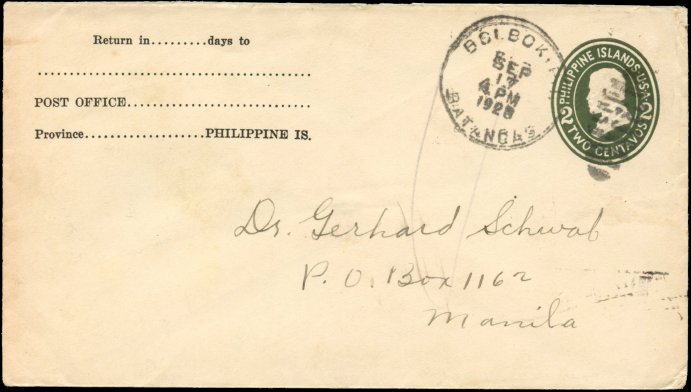 Return in.........days to
POST OFFICE
Province..................PHILIPPINE IS.
BOLBOK,
SEP
17
4 PM
1928
BATANGAS
PHILIPPINE ISLANDS·U.S.
2 2
TWO CENTAVOS
Dr. Gerhard Schwab
P. O. Box 1162
Manila